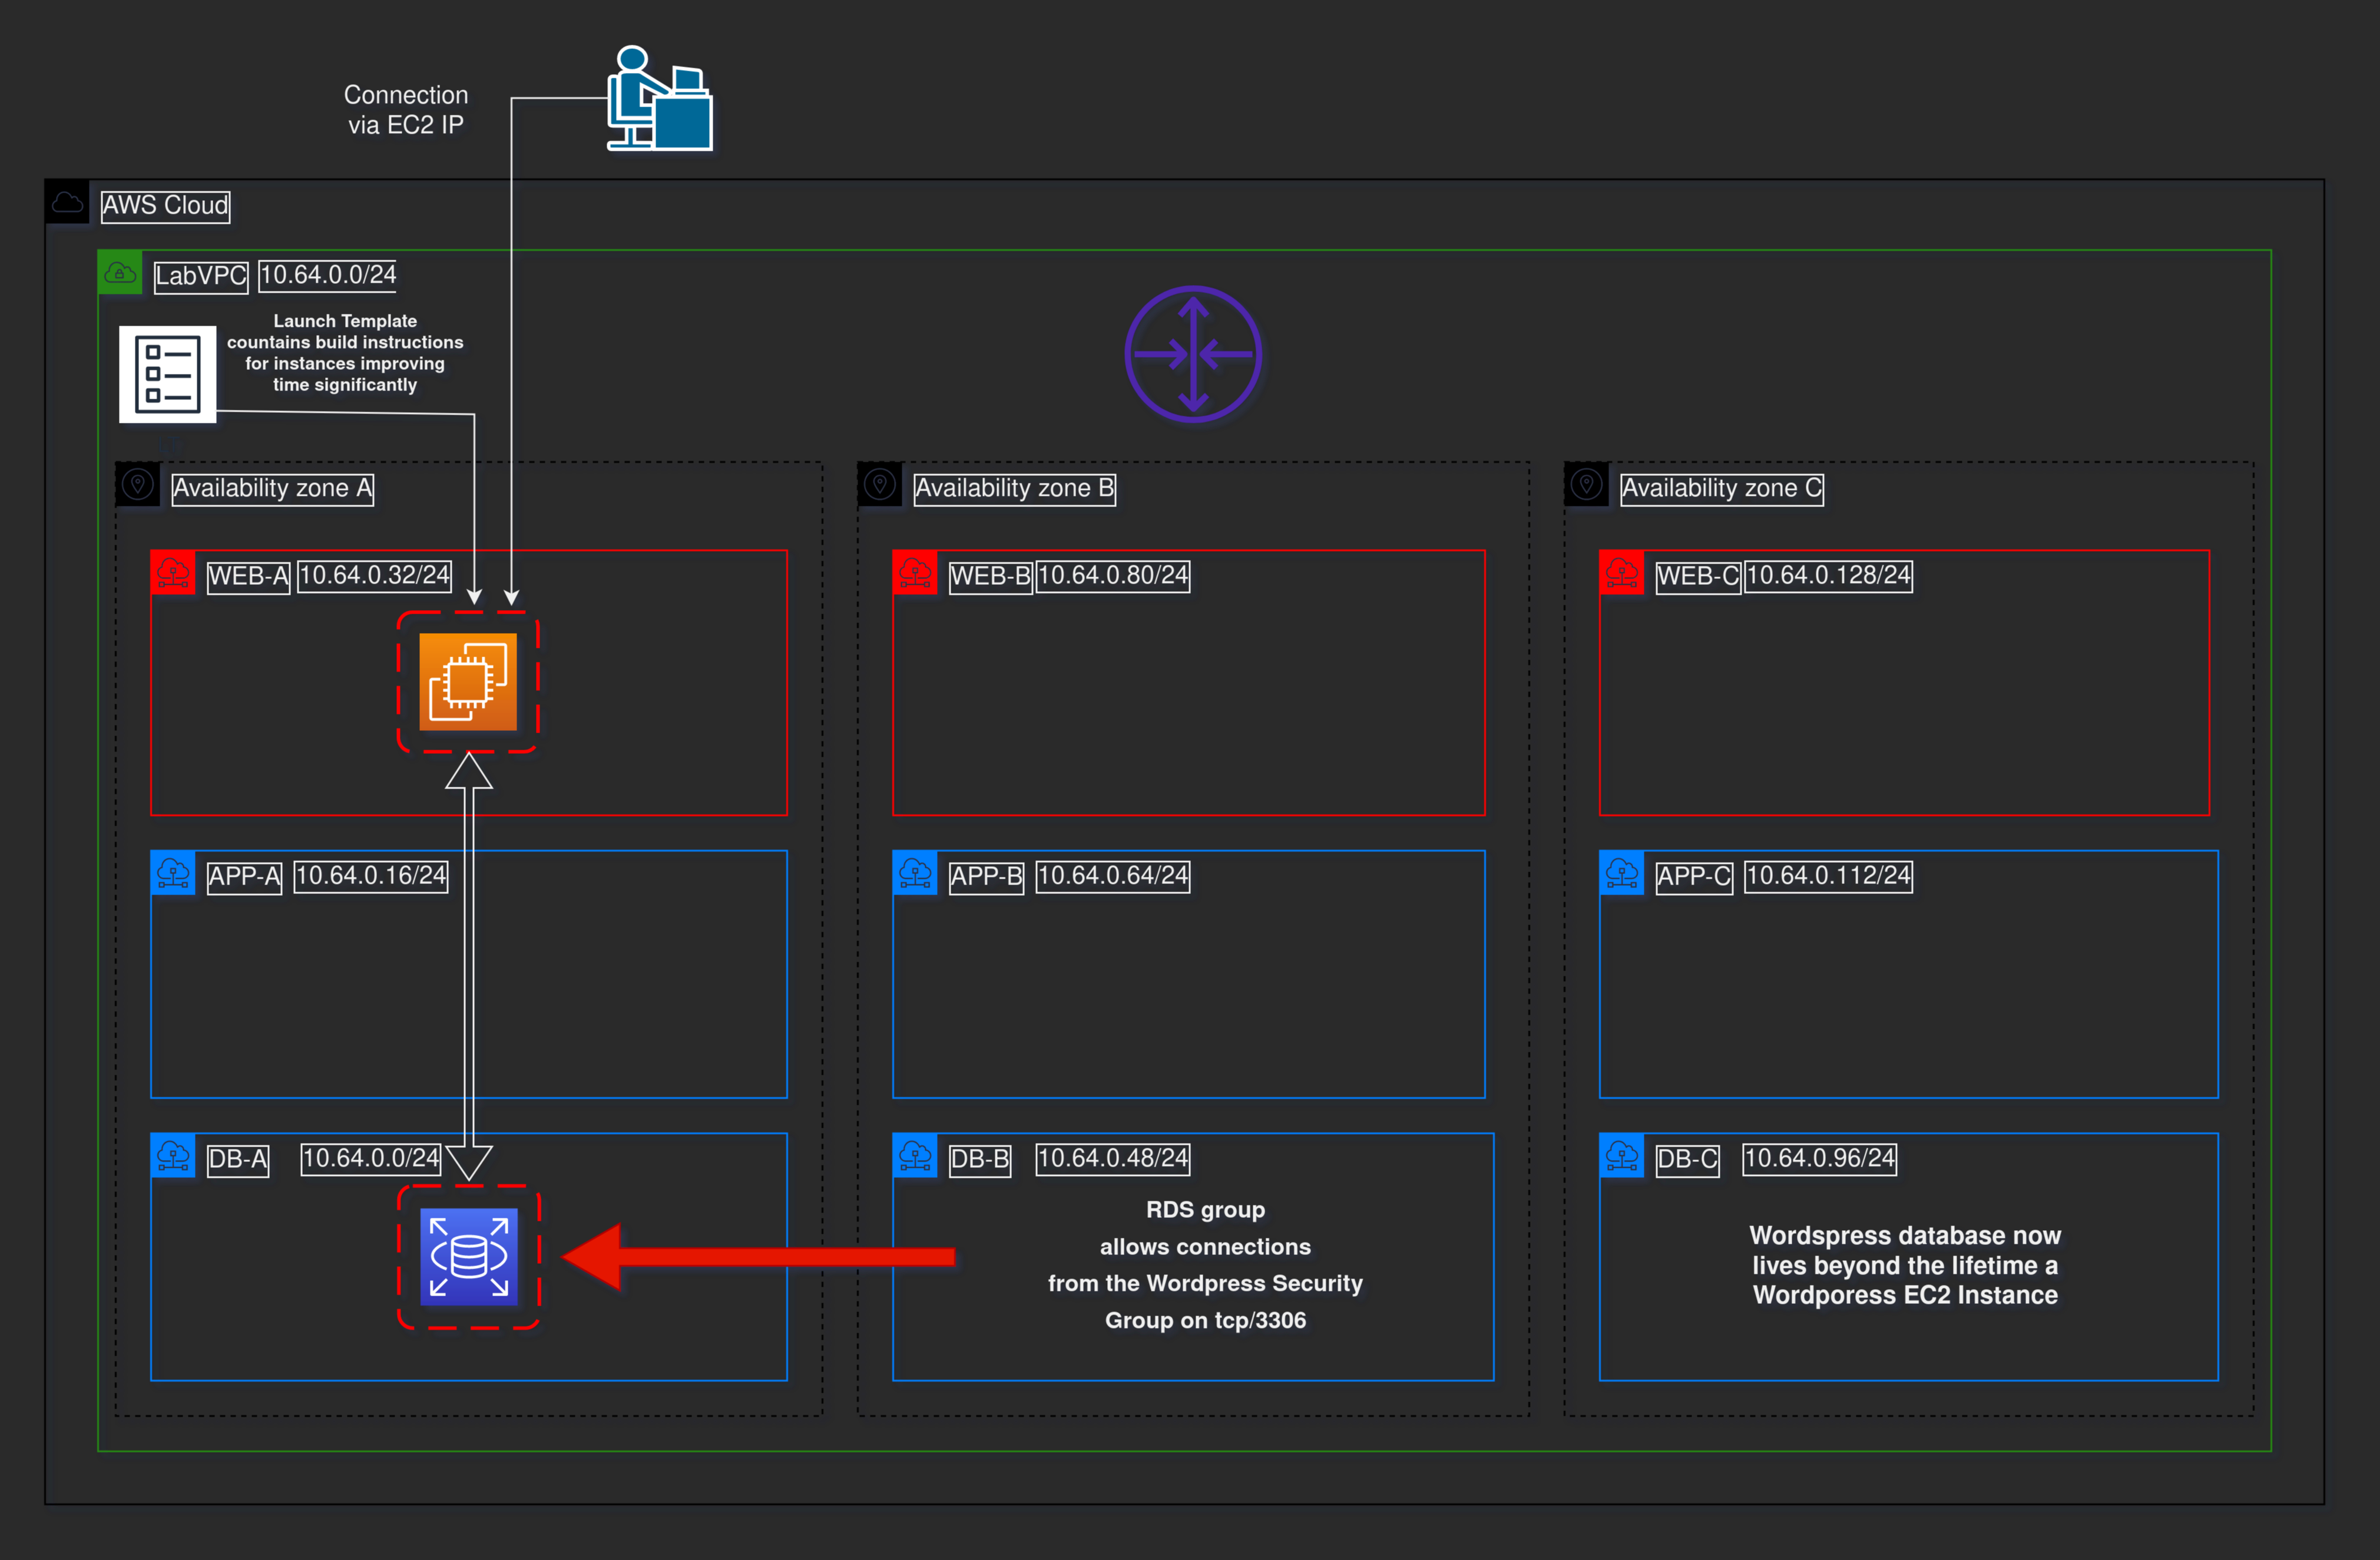 Connection
via EC2 IP
AWS Cloud
LabVPC 10.64.0.0/24
Launch Template
countains build instructions
for instances improving
time significantly
Availability zone A
Availability zone B
Availability zone C
WEB-A 10.64.0.32/24
WEB-B 10.64.0.80/24
WEB-C 10.64.0.128/24
APP-A 10.64.0.16/24
APP-B 10.64.0.64/24
APP-C 10.64.0.112/24
DB-A 10.64.0.0/24
DB-B 10.64.0.48/24
DB-C 10.64.0.96/24
RDS group
allows connections
from the Wordpress Security
Group on tcp/3306
Wordspress database now
lives beyond the lifetime a
Wordporess EC2 Instance